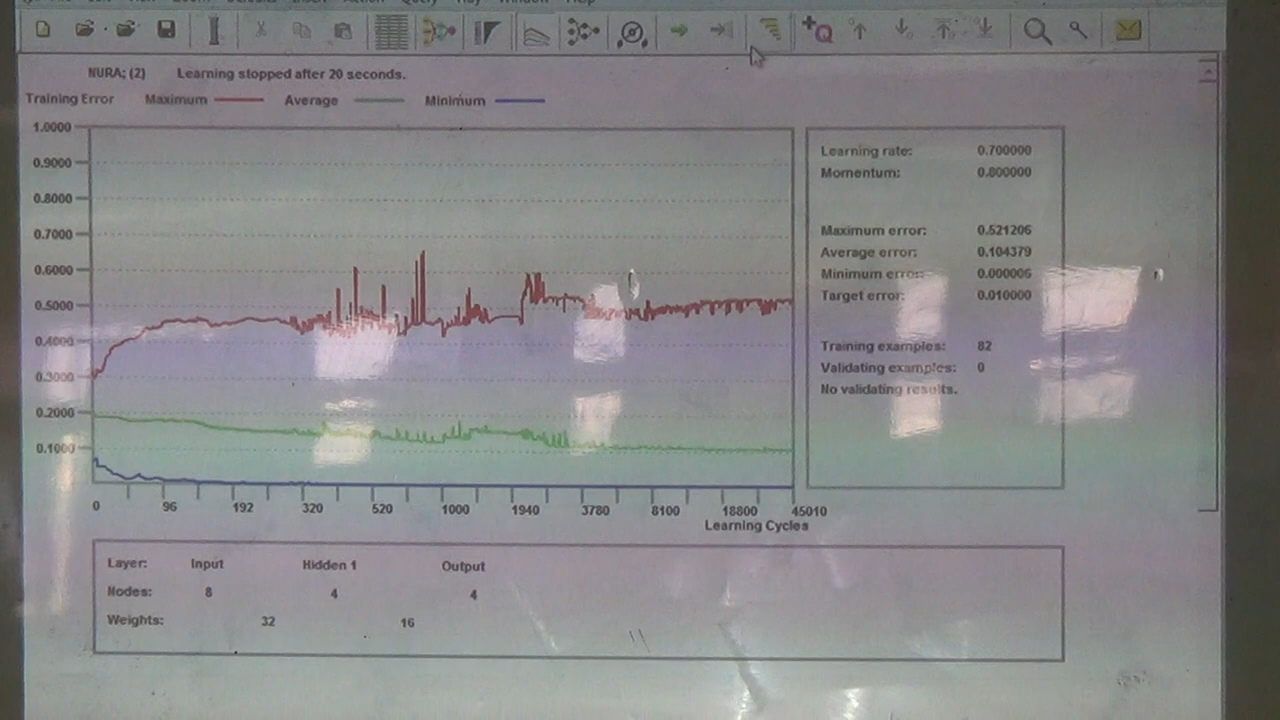 NURA; (2) Learning stopped after 20 seconds.
Training Error Maximum Average Minimum
1.0000
0.9000
0.8000
0.7000
0.6000
0.5000
0.4000
0.3000
0.2000
0.1000
0 96 192 320 520 1000 1940 3780 8100 18800 45010
Learning Cycles
Learning rate: 0.700000
Momentum: 0.800000
Maximum error: 0.521206
Average error: 0.104379
Minimum error: 0.000006
Target error: 0.010000
Training examples: 82
Validating examples: 0
No validating results.
Layer: Input Hidden 1 Output
Nodes: 8 4 4
Weights: 32 16